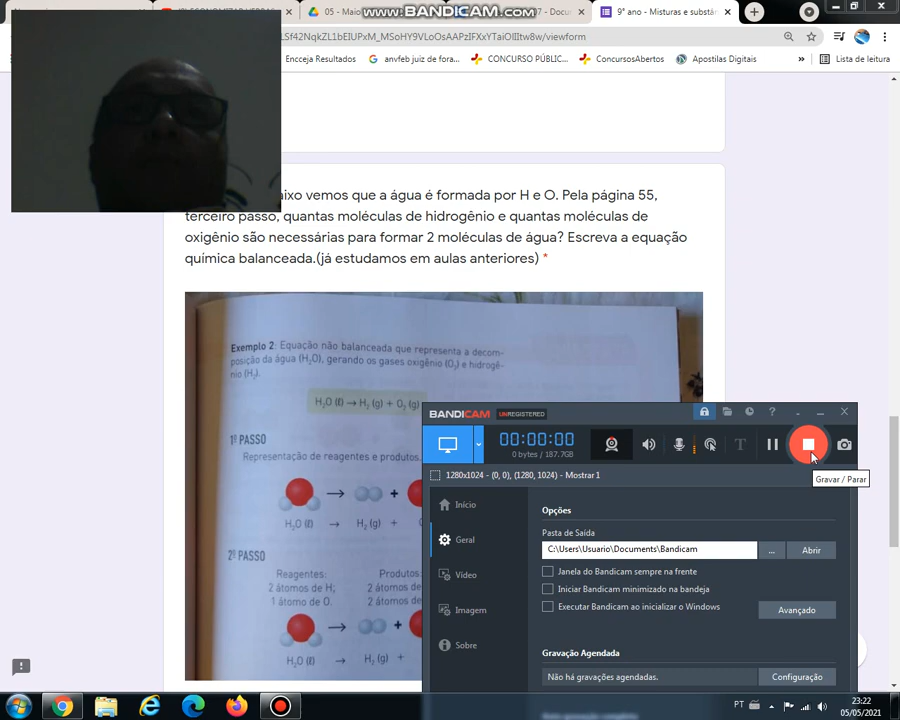 WWW.BANDICAM.COM
05 - Maio
9° ano - Misturas e substân
LSf42NqkZL1bEIUPxM_MSoHY9VLoOsAAPzIFXxYTaiOlIItw8w/viewform
Encceja Resultados
anvfeb juiz de fora...
CONCURSO PÚBLIC...
ConcursosAbertos
Apostilas Digitais
»
Lista de leitura
aixo vemos que a água é formada por H e O. Pela página 55,
terceiro passo, quantas moléculas de hidrogênio e quantas moléculas de
oxigênio são necessárias para formar 2 moléculas de água? Escreva a equação
química balanceada.(já estudamos em aulas anteriores) *
Exemplo 2: Equação não balanceada que representa a decom-
posição da água (H₂O), gerando os gases oxigênio (O₂) e hidrogê-
nio (H₂).
H₂O (ℓ) → H₂ (g) + O₂ (g)
1º PASSO
Representação de reagentes e produtos.
→ +
H₂O (ℓ) → H₂ (g) +
2º PASSO
Reagentes: Produtos:
2 átomos de H; 2 átomos de
1 átomo de O. 2 átomos de
→ +
H₂O (ℓ) → H₂ (g) +
BANDICAM UNREGISTERED
00:00:00
0 bytes / 187.7GB
Gravar / Parar
1280x1024 - (0, 0), (1280, 1024) - Mostrar 1
Início
Geral
Vídeo
Imagem
Sobre
Opções
Pasta de Saída
C:\Users\Usuario\Documents\Bandicam
...
Abrir
Janela do Bandicam sempre na frente
Iniciar Bandicam minimizado na bandeja
Executar Bandicam ao inicializar o Windows
Avançado
Gravação Agendada
Não há gravações agendadas.
Configuração
PT
23:22
05/05/2021